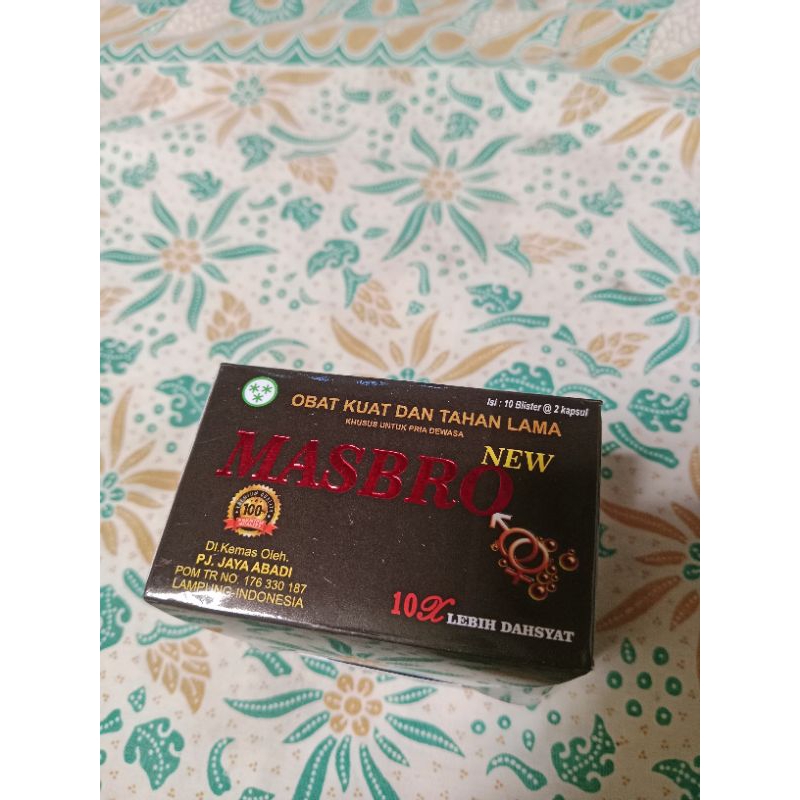 OBAT KUAT DAN TAHAN LAMA
Isi : 10 Blister @ 2 kapsul
KHUSUS UNTUK PRIA DEWASA
MASBRO
NEW
100%
Di.Kemas Oleh.
PJ. JAYA ABADI
POM TR NO 176 330 187
LAMPUNG-INDONESIA
10X LEBIH DAHSYAT